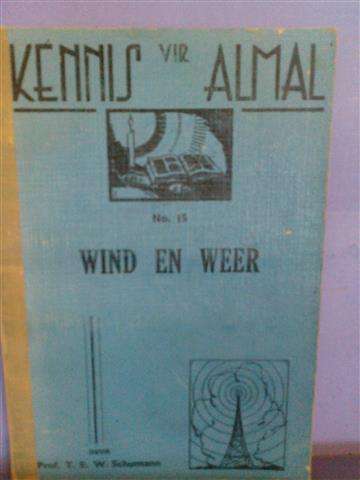 KENNIS VIR ALMAL
No. 15
WIND EN WEER
DEUR
Prof. T. E. W. Schumann